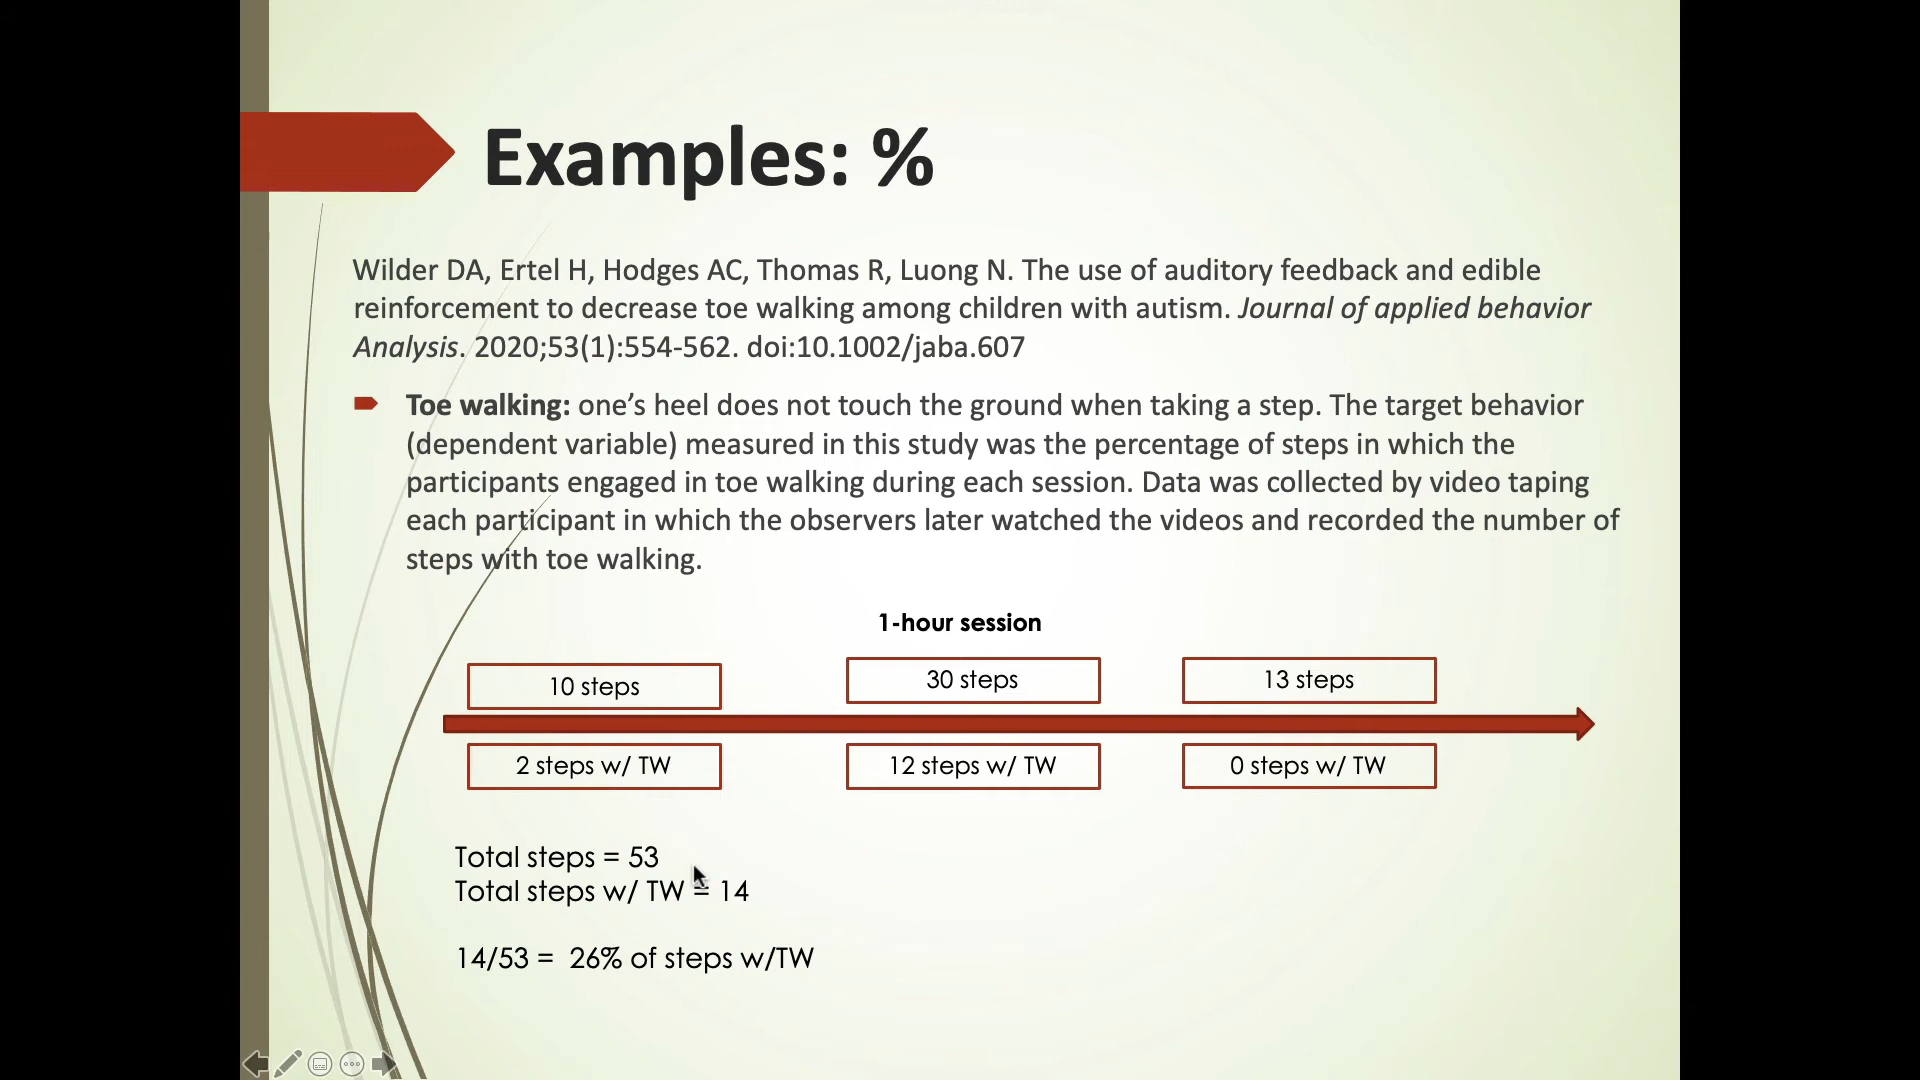 Examples: %
Wilder DA, Ertel H, Hodges AC, Thomas R, Luong N. The use of auditory feedback and edible
reinforcement to decrease toe walking among children with autism. Journal of applied behavior
Analysis. 2020;53(1):554-562. doi:10.1002/jaba.607
Toe walking: one’s heel does not touch the ground when taking a step. The target behavior
(dependent variable) measured in this study was the percentage of steps in which the
participants engaged in toe walking during each session. Data was collected by video taping
each participant in which the observers later watched the videos and recorded the number of
steps with toe walking.
1-hour session
10 steps
30 steps
13 steps
2 steps w/ TW
12 steps w/ TW
0 steps w/ TW
Total steps = 53
Total steps w/ TW = 14
14/53 = 26% of steps w/TW